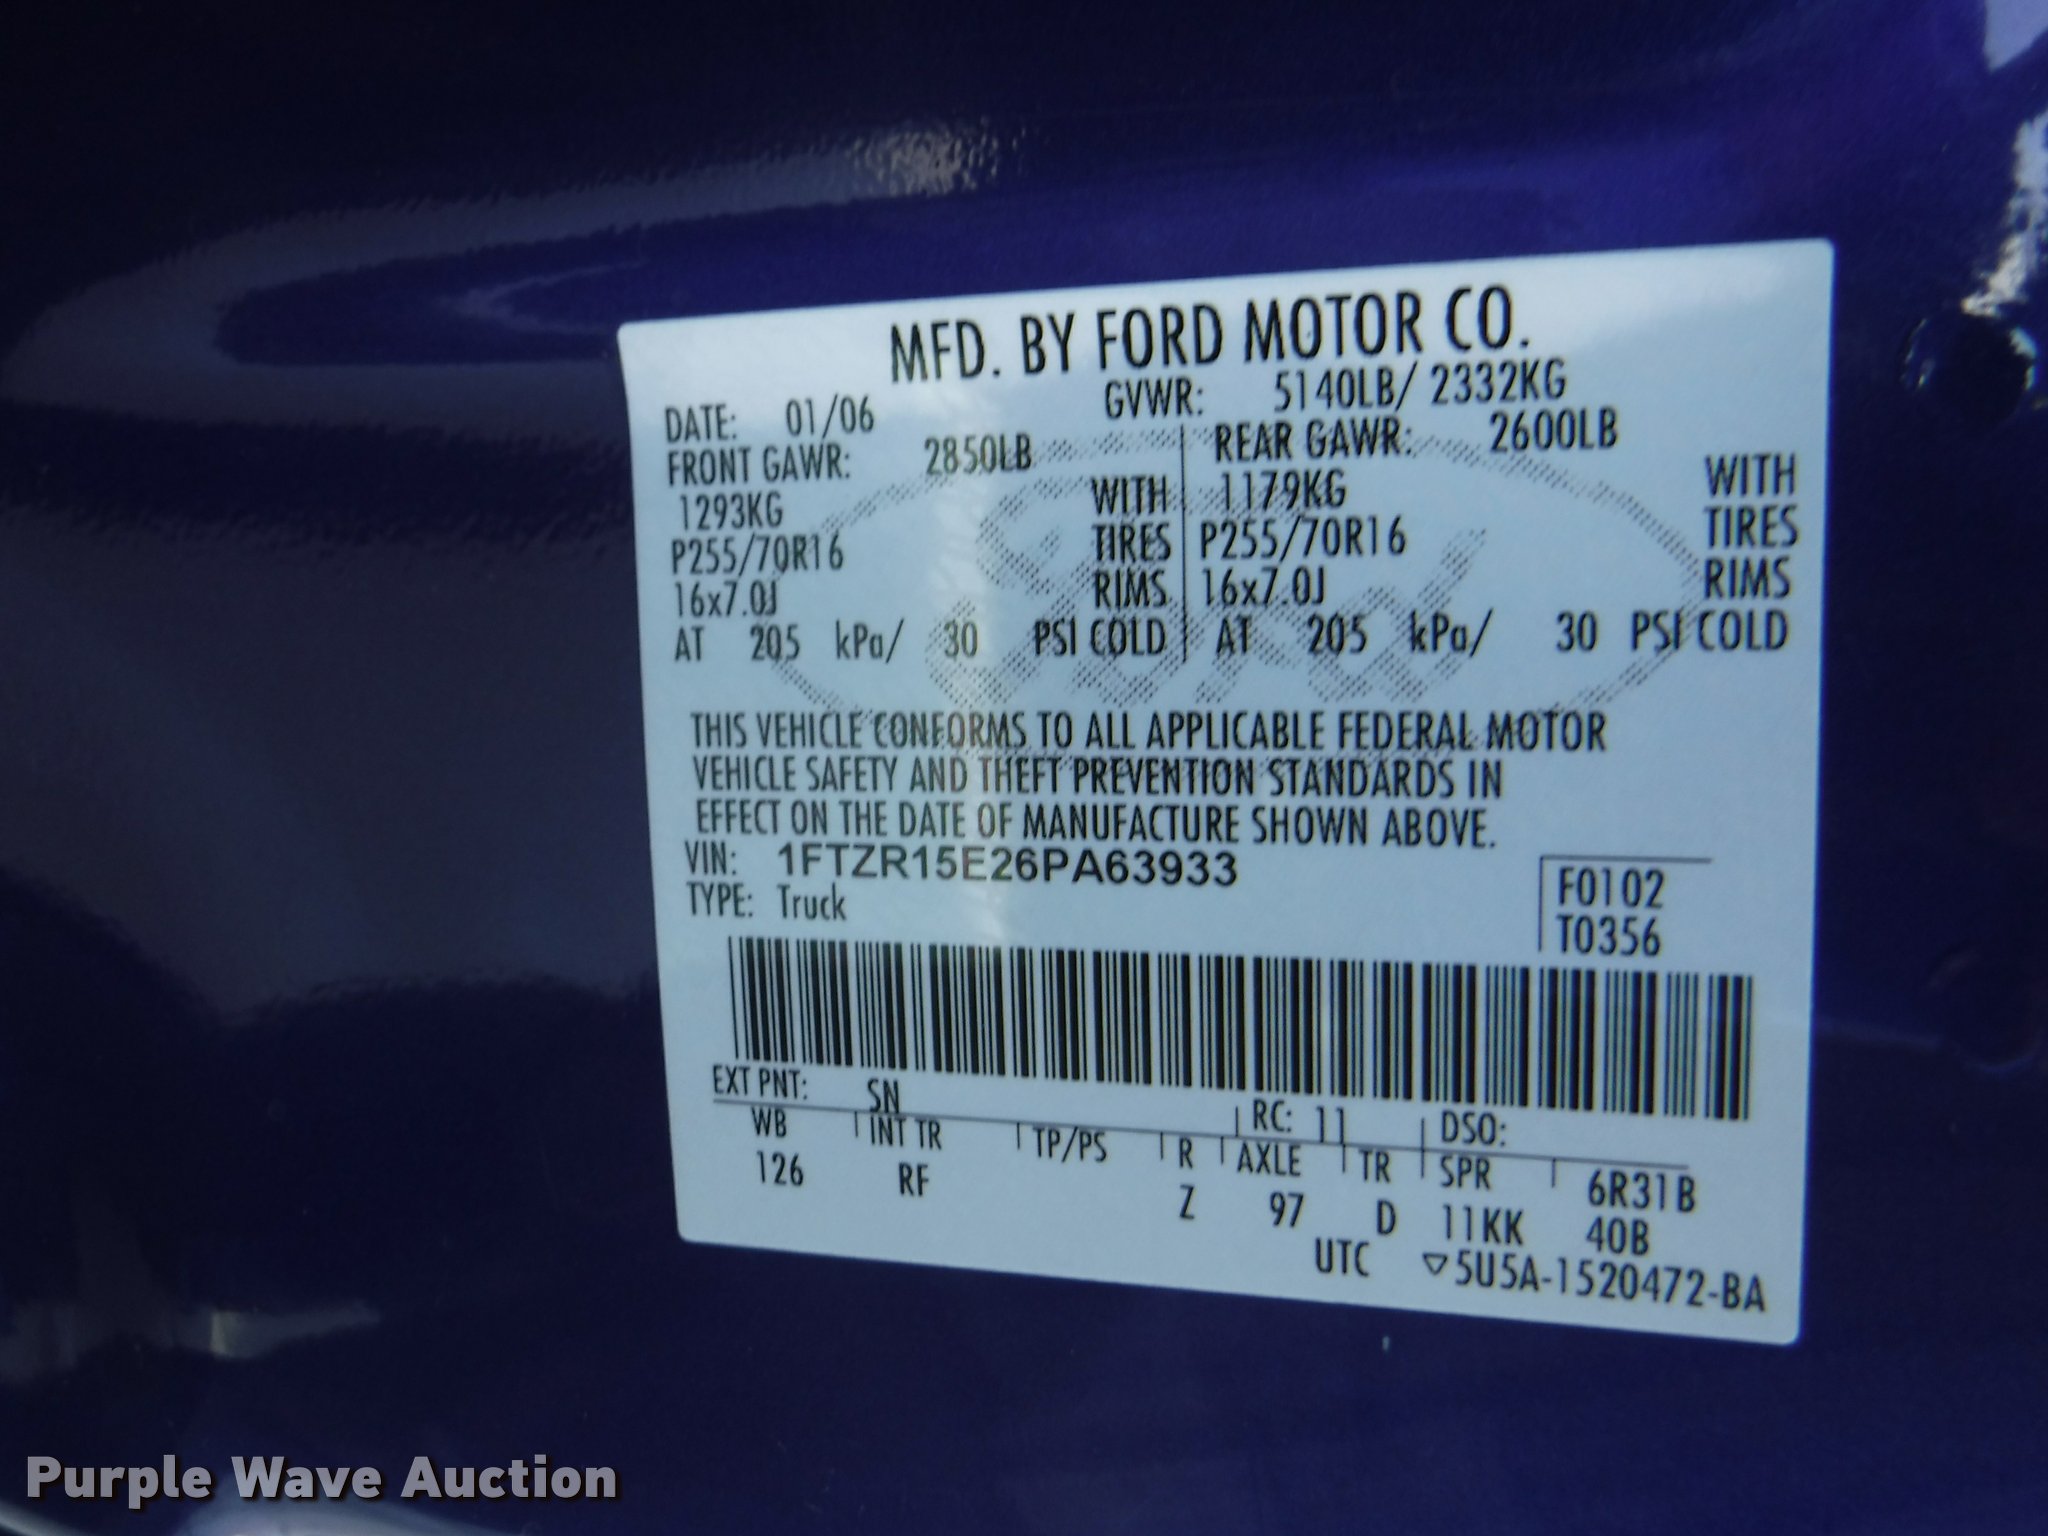 MFD. BY FORD MOTOR CO.
DATE: 01/06 GVWR: 5140LB/ 2332KG
FRONT GAWR: 2850LB REAR GAWR: 2600LB
1293KG WITH 1179KG WITH
P255/70R16 TIRES P255/70R16 TIRES
16x7.0J RIMS 16x7.0J RIMS
AT 205 kPa/ 30 PSI COLD AT 205 kPa/ 30 PSI COLD
Ford
THIS VEHICLE CONFORMS TO ALL APPLICABLE FEDERAL MOTOR
VEHICLE SAFETY AND THEFT PREVENTION STANDARDS IN
EFFECT ON THE DATE OF MANUFACTURE SHOWN ABOVE.
VIN: 1FTZR15E26PA63933
TYPE: Truck
F0102
T0356
EXT PNT: SN RC: 11 DSO:
WB INT TR TP/PS R AXLE TR SPR 6R31B
126 RF Z 97 D 11KK 40B
UTC ▽5U5A-1520472-BA
Purple Wave Auction